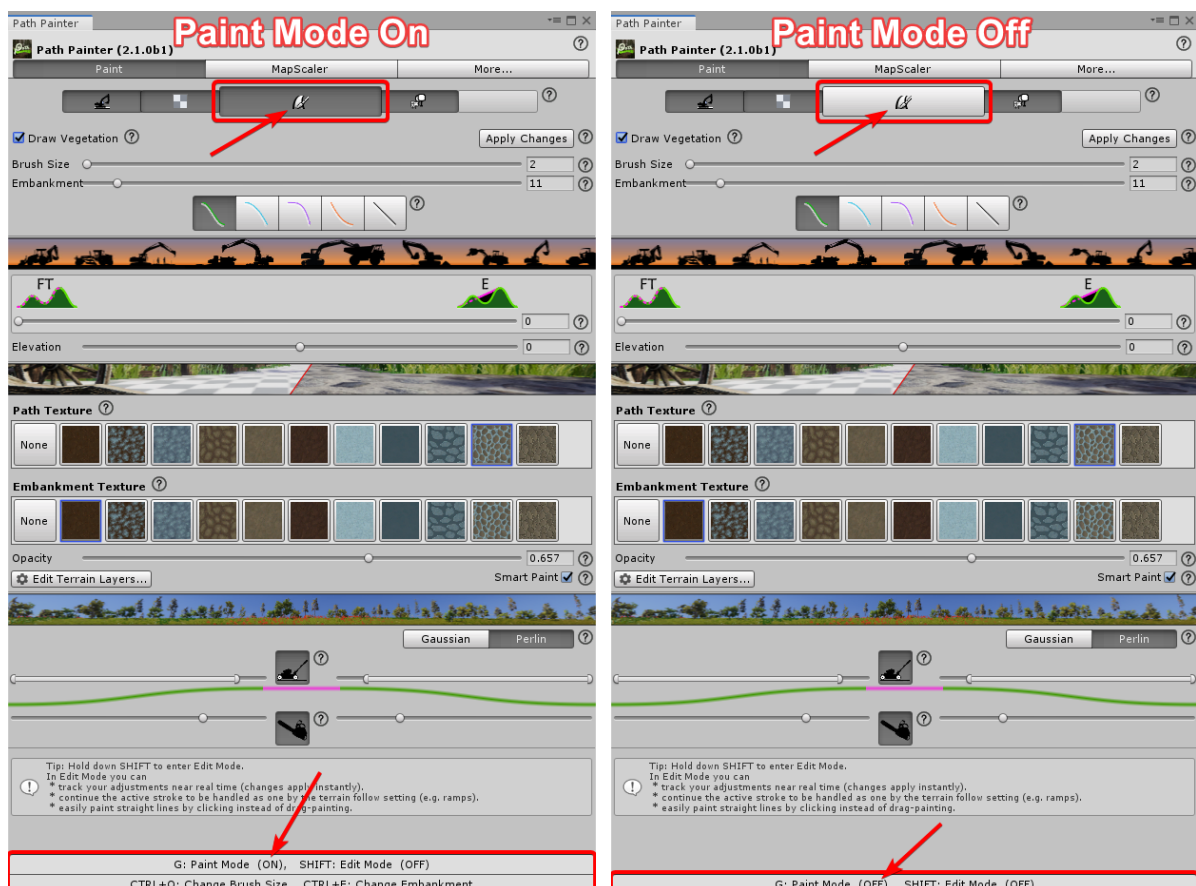 Paint Mode On
Path Painter
Path Painter (2.1.0b1)
Paint MapScaler More...
Draw Vegetation Apply Changes
Brush Size 2
Embankment 11
FT E
0
Elevation 0
Path Texture
None
Embankment Texture
None
Opacity 0.657
Edit Terrain Layers... Smart Paint
Gaussian Perlin
Tip: Hold down SHIFT to enter Edit Mode.
In Edit Mode you can
* track your adjustments near real time (changes apply instantly).
* continue the active stroke to be handled as one by the terrain follow setting (e.g. ramps).
* easily paint straight lines by clicking instead of drag-painting.
G: Paint Mode (ON), SHIFT: Edit Mode (OFF)
CTRL+Q: Change Brush Size, CTRL+E: Change Embankment
Paint Mode Off
Path Painter
Path Painter (2.1.0b1)
Paint MapScaler More...
Draw Vegetation Apply Changes
Brush Size 2
Embankment 11
FT E
0
Elevation 0
Path Texture
None
Embankment Texture
None
Opacity 0.657
Edit Terrain Layers... Smart Paint
Gaussian Perlin
Tip: Hold down SHIFT to enter Edit Mode.
In Edit Mode you can
* track your adjustments near real time (changes apply instantly).
* continue the active stroke to be handled as one by the terrain follow setting (e.g. ramps).
* easily paint straight lines by clicking instead of drag-painting.
G: Paint Mode (OFF), SHIFT: Edit Mode (OFF)